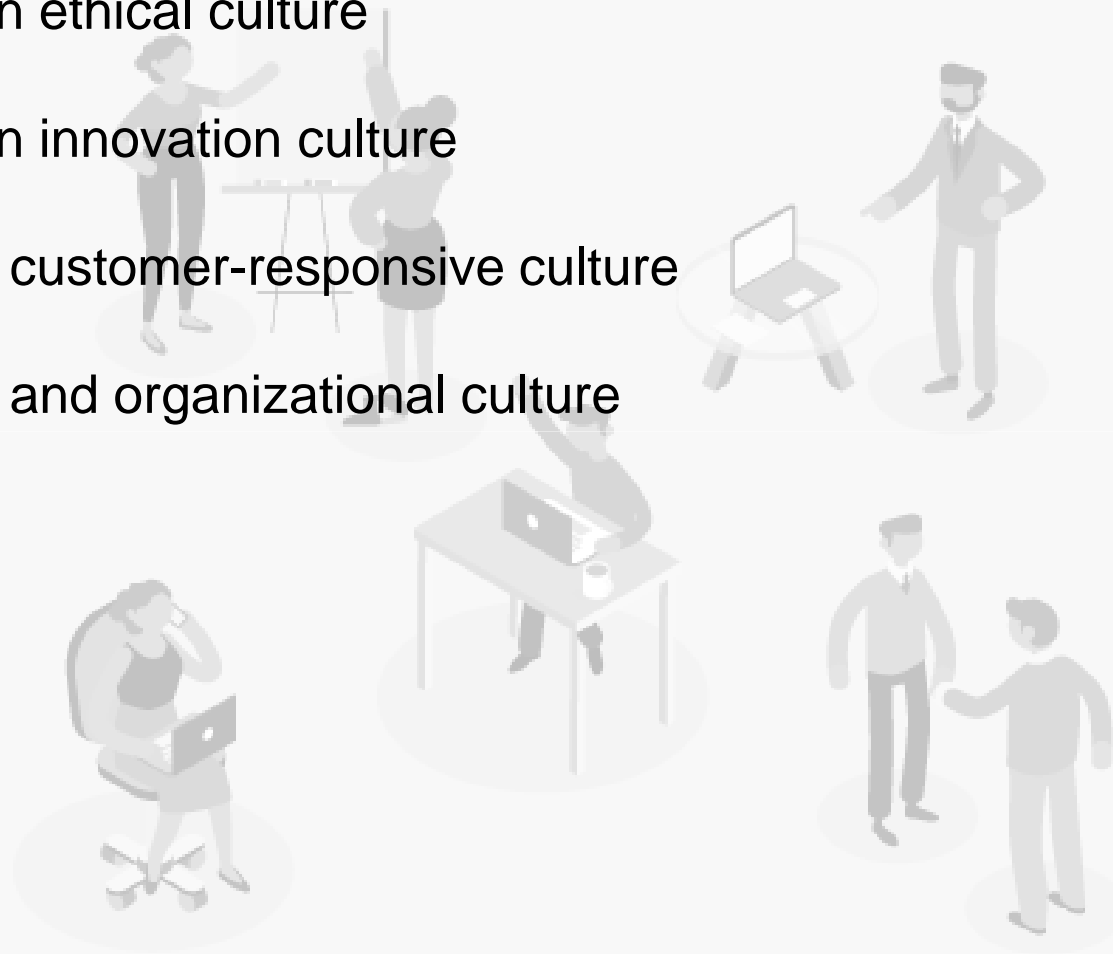 n ethical culture
n innovation culture
customer-responsive culture
and organizational culture